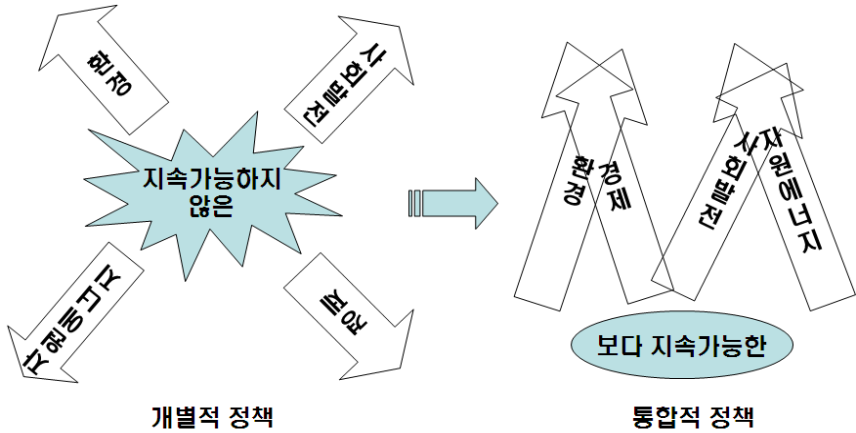 환경
사회발전
지속가능하지
않은
자원에너지
경제
개별적 정책
환경
경제
사회발전
자원에너지
보다 지속가능한
통합적 정책